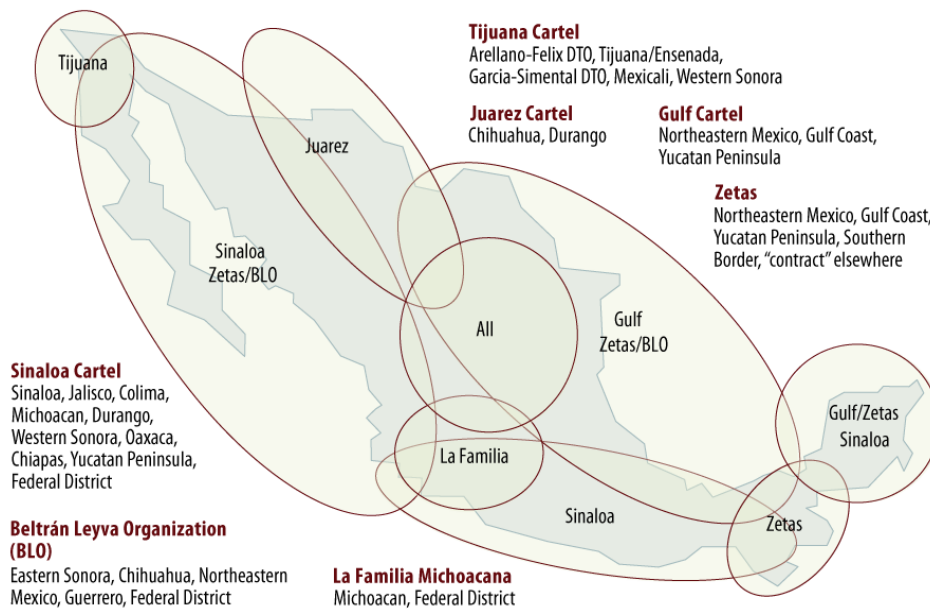 Tijuana Cartel
Arellano-Felix DTO, Tijuana/Ensenada,
Garcia-Simental DTO, Mexicali, Western Sonora
Juarez Cartel
Chihuahua, Durango
Gulf Cartel
Northeastern Mexico, Gulf Coast,
Yucatan Peninsula
Zetas
Northeastern Mexico, Gulf Coast,
Yucatan Peninsula, Southern
Border, “contract” elsewhere
Tijuana
Juarez
Sinaloa
Zetas/BLO
All
Gulf
Zetas/BLO
Gulf/Zetas
Sinaloa
La Familia
Sinaloa
Zetas
Sinaloa Cartel
Sinaloa, Jalisco, Colima,
Michoacan, Durango,
Western Sonora, Oaxaca,
Chiapas, Yucatan Peninsula,
Federal District
Beltrán Leyva Organization
(BLO)
Eastern Sonora, Chihuahua, Northeastern
Mexico, Guerrero, Federal District
La Familia Michoacana
Michoacan, Federal District